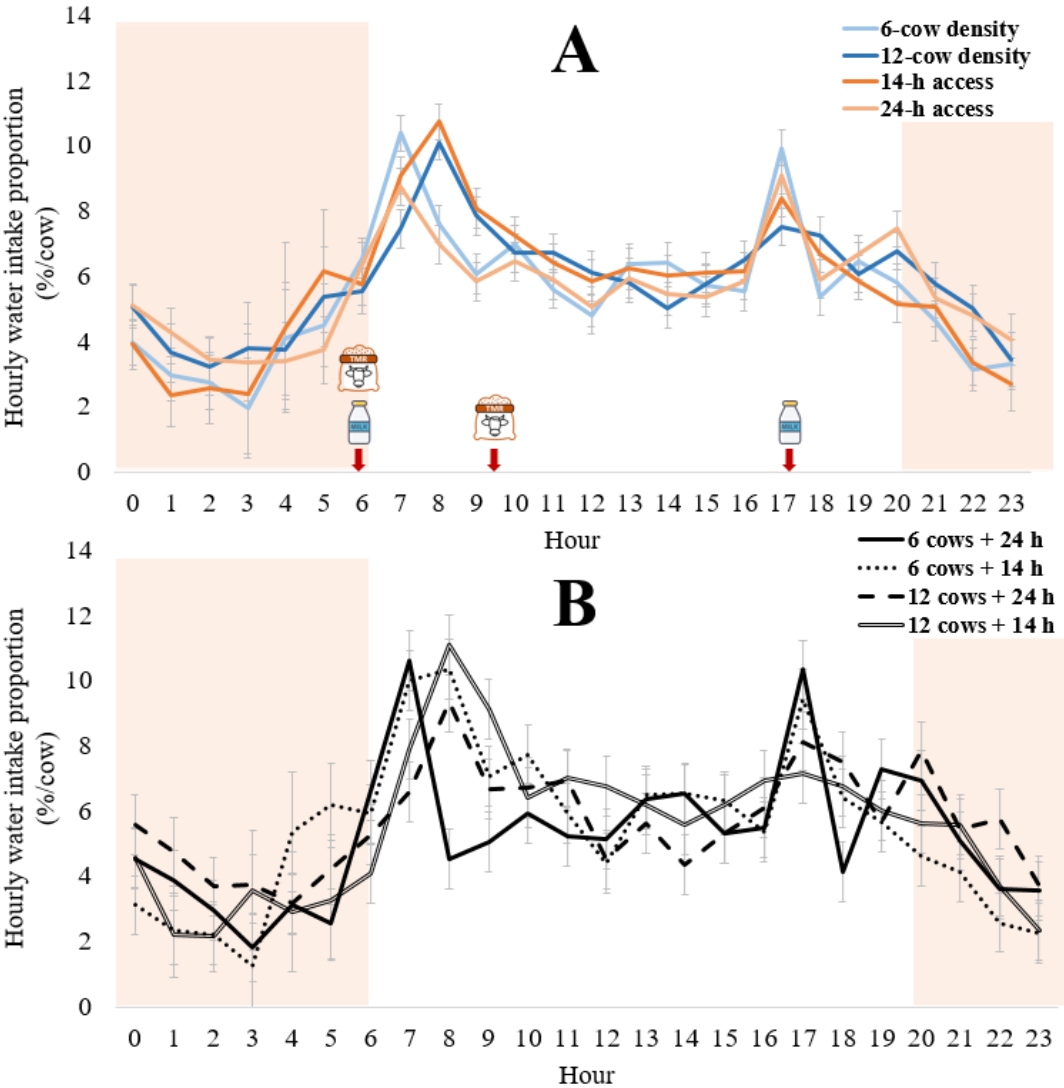 14
12
10
8
6
4
2
0
Hourly water intake proportion
(%/cow)
A
6-cow density
12-cow density
14-h access
24-h access
TMR
MILK
TMR
MILK
0 1 2 3 4 5 6 7 8 9 10 11 12 13 14 15 16 17 18 19 20 21 22 23
Hour
14
12
10
8
6
4
2
0
Hourly water intake proportion
(%/cow)
B
6 cows + 24 h
6 cows + 14 h
12 cows + 24 h
12 cows + 14 h
0 1 2 3 4 5 6 7 8 9 10 11 12 13 14 15 16 17 18 19 20 21 22 23
Hour